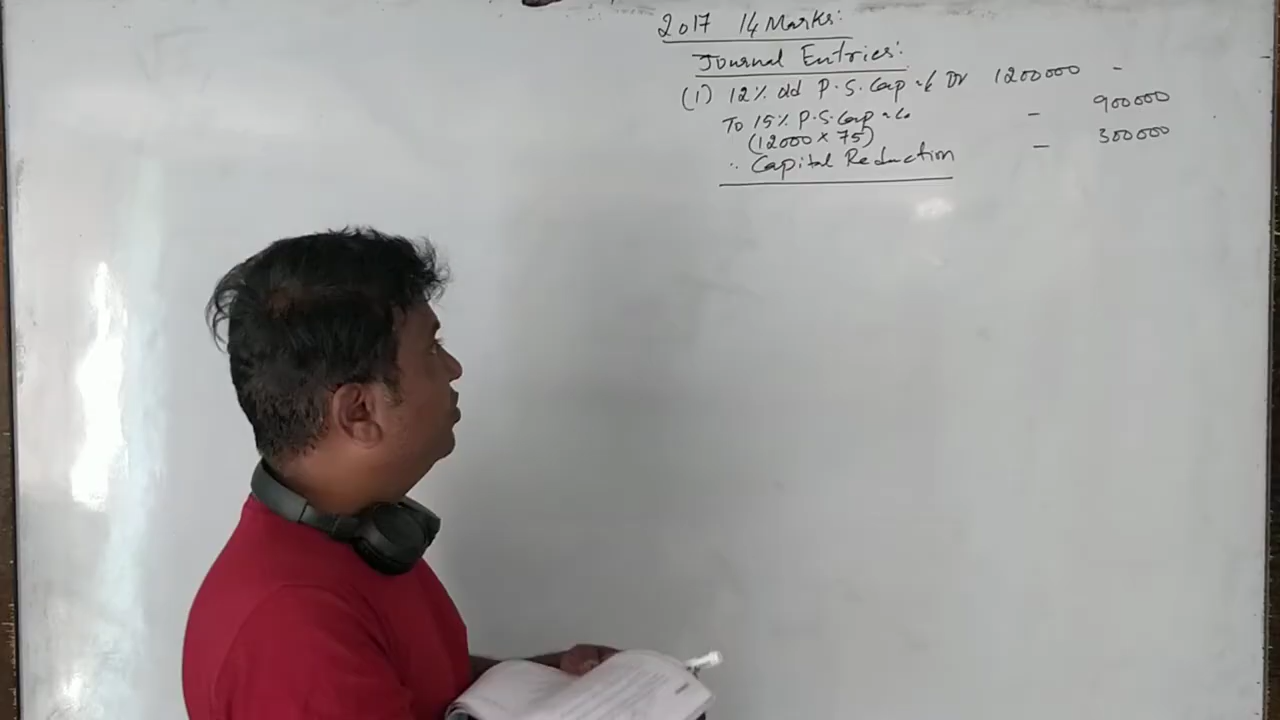 2017 14 Marks:
Journal Entries:
(1) 12% old P.S.Cap a/c Dr 1200000 -
To 15% P.S.Cap a/c - 900000
(12000 x 75)
.. Capital Reduction - 300000